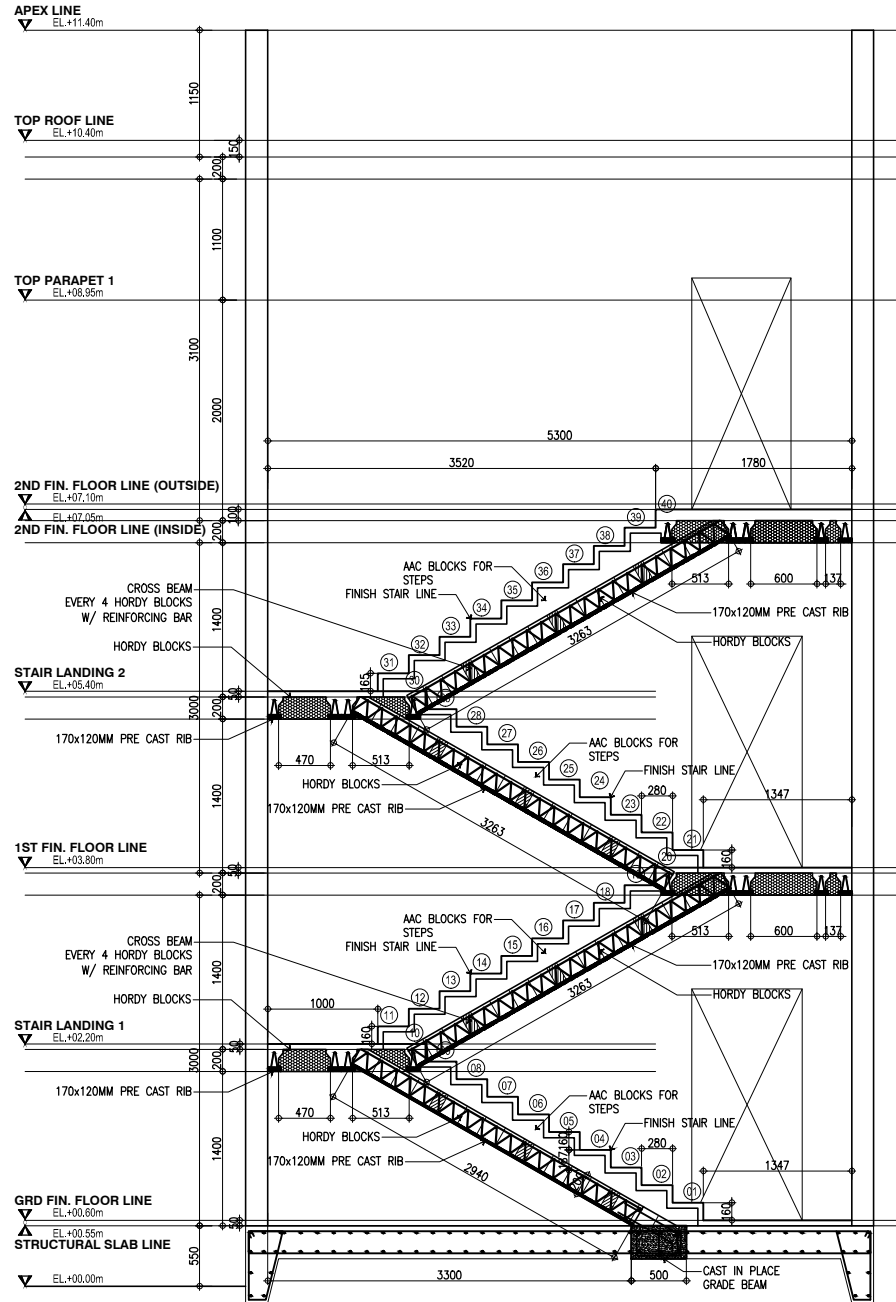 APEX LINE
EL.+11.40m
1150
TOP ROOF LINE
EL.+10.40m
150
200
1100
TOP PARAPET 1
EL.+08.95m
3100
2000
5300
3520
1780
2ND FIN. FLOOR LINE (OUTSIDE)
EL.+07.10m
EL.+07.05m
2ND FIN. FLOOR LINE (INSIDE)
100
200
40
39
38
37
36
35
34
33
32
31
30
AAC BLOCKS FOR
STEPS
FINISH STAIR LINE
CROSS BEAM
EVERY 4 HORDY BLOCKS
W/ REINFORCING BAR
HORDY BLOCKS
513
600
137
170x120MM PRE CAST RIB
HORDY BLOCKS
3263
1400
165
STAIR LANDING 2
EL.+05.40m
50
200
3000
170x120MM PRE CAST RIB
470
513
HORDY BLOCKS
170x120MM PRE CAST RIB
28
27
26
25
24
23
22
21
20
AAC BLOCKS FOR
STEPS
FINISH STAIR LINE
280
1347
160
3263
1400
1ST FIN. FLOOR LINE
EL.+03.80m
50
200
18
17
16
15
14
13
12
11
10
AAC BLOCKS FOR
STEPS
FINISH STAIR LINE
CROSS BEAM
EVERY 4 HORDY BLOCKS
W/ REINFORCING BAR
HORDY BLOCKS
513
600
137
170x120MM PRE CAST RIB
HORDY BLOCKS
3263
1400
1000
160
STAIR LANDING 1
EL.+02.20m
50
200
3000
170x120MM PRE CAST RIB
470
513
HORDY BLOCKS
170x120MM PRE CAST RIB
08
07
06
05
04
03
02
01
AAC BLOCKS FOR
STEPS
FINISH STAIR LINE
280
1347
160
160
167
2940
1400
GRD FIN. FLOOR LINE
EL.+00.60m
EL.+00.55m
STRUCTURAL SLAB LINE
50
550
EL.+00.00m
3300
500
CAST IN PLACE
GRADE BEAM